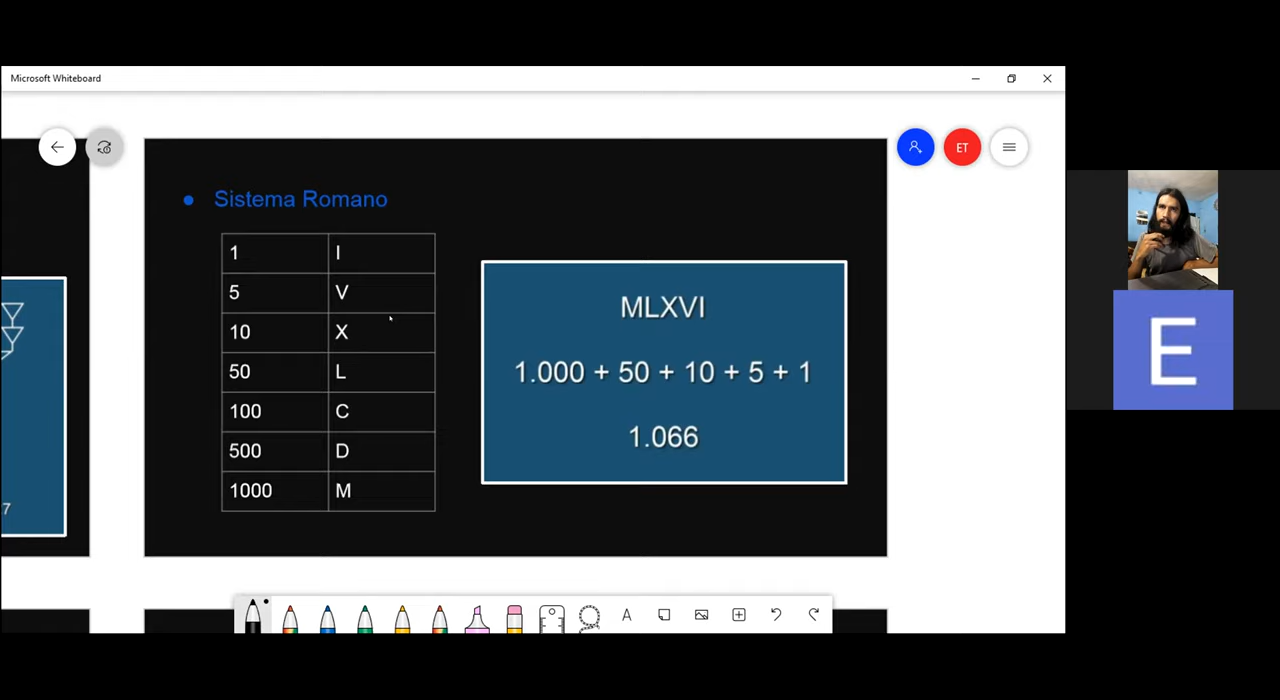 Microsoft Whiteboard
ET
Sistema Romano
1 I
5 V
10 X
50 L
100 C
500 D
1000 M
MLXVI
1.000 + 50 + 10 + 5 + 1
1.066
7
E
A